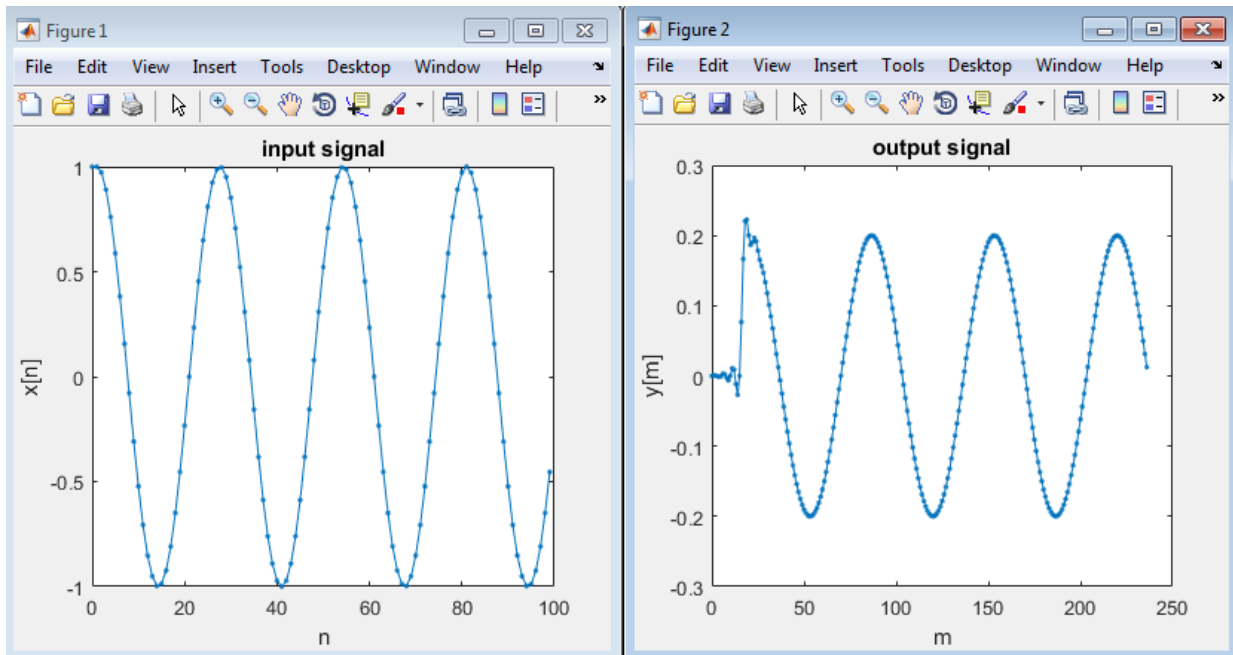 Figure 1
File Edit View Insert Tools Desktop Window Help
»
input signal
1
0.5
0
-0.5
-1
x[n]
0 20 40 60 80 100
n
Figure 2
File Edit View Insert Tools Desktop Window Help
»
output signal
0.3
0.2
0.1
0
-0.1
-0.2
-0.3
y[m]
0 50 100 150 200 250
m